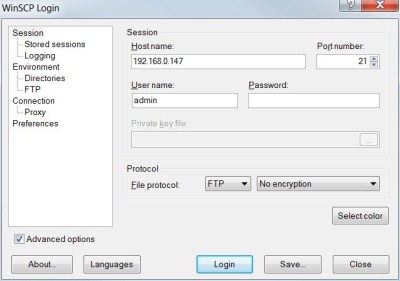 WinSCP Login
Session
Stored sessions
Logging
Environment
Directories
FTP
Connection
Proxy
Preferences
Session
Host name:
Port number:
192.168.0.147
21
User name:
Password:
admin
Private key file:
...
Protocol
File protocol:
FTP
No encryption
Select color
Advanced options
About...
Languages
Login
Save...
Close